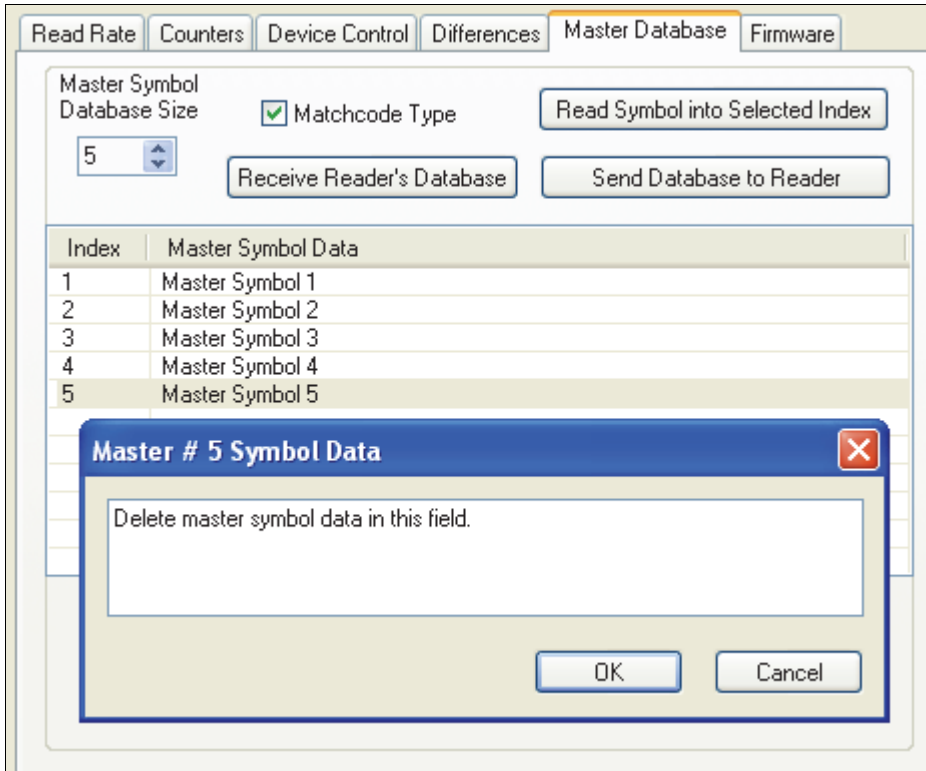 Read Rate Counters Device Control Differences Master Database Firmware
Master Symbol
Database Size
Matchcode Type
Read Symbol into Selected Index
5
Receive Reader's Database
Send Database to Reader
Index Master Symbol Data
1 Master Symbol 1
2 Master Symbol 2
3 Master Symbol 3
4 Master Symbol 4
5 Master Symbol 5
Master # 5 Symbol Data
Delete master symbol data in this field.
OK Cancel